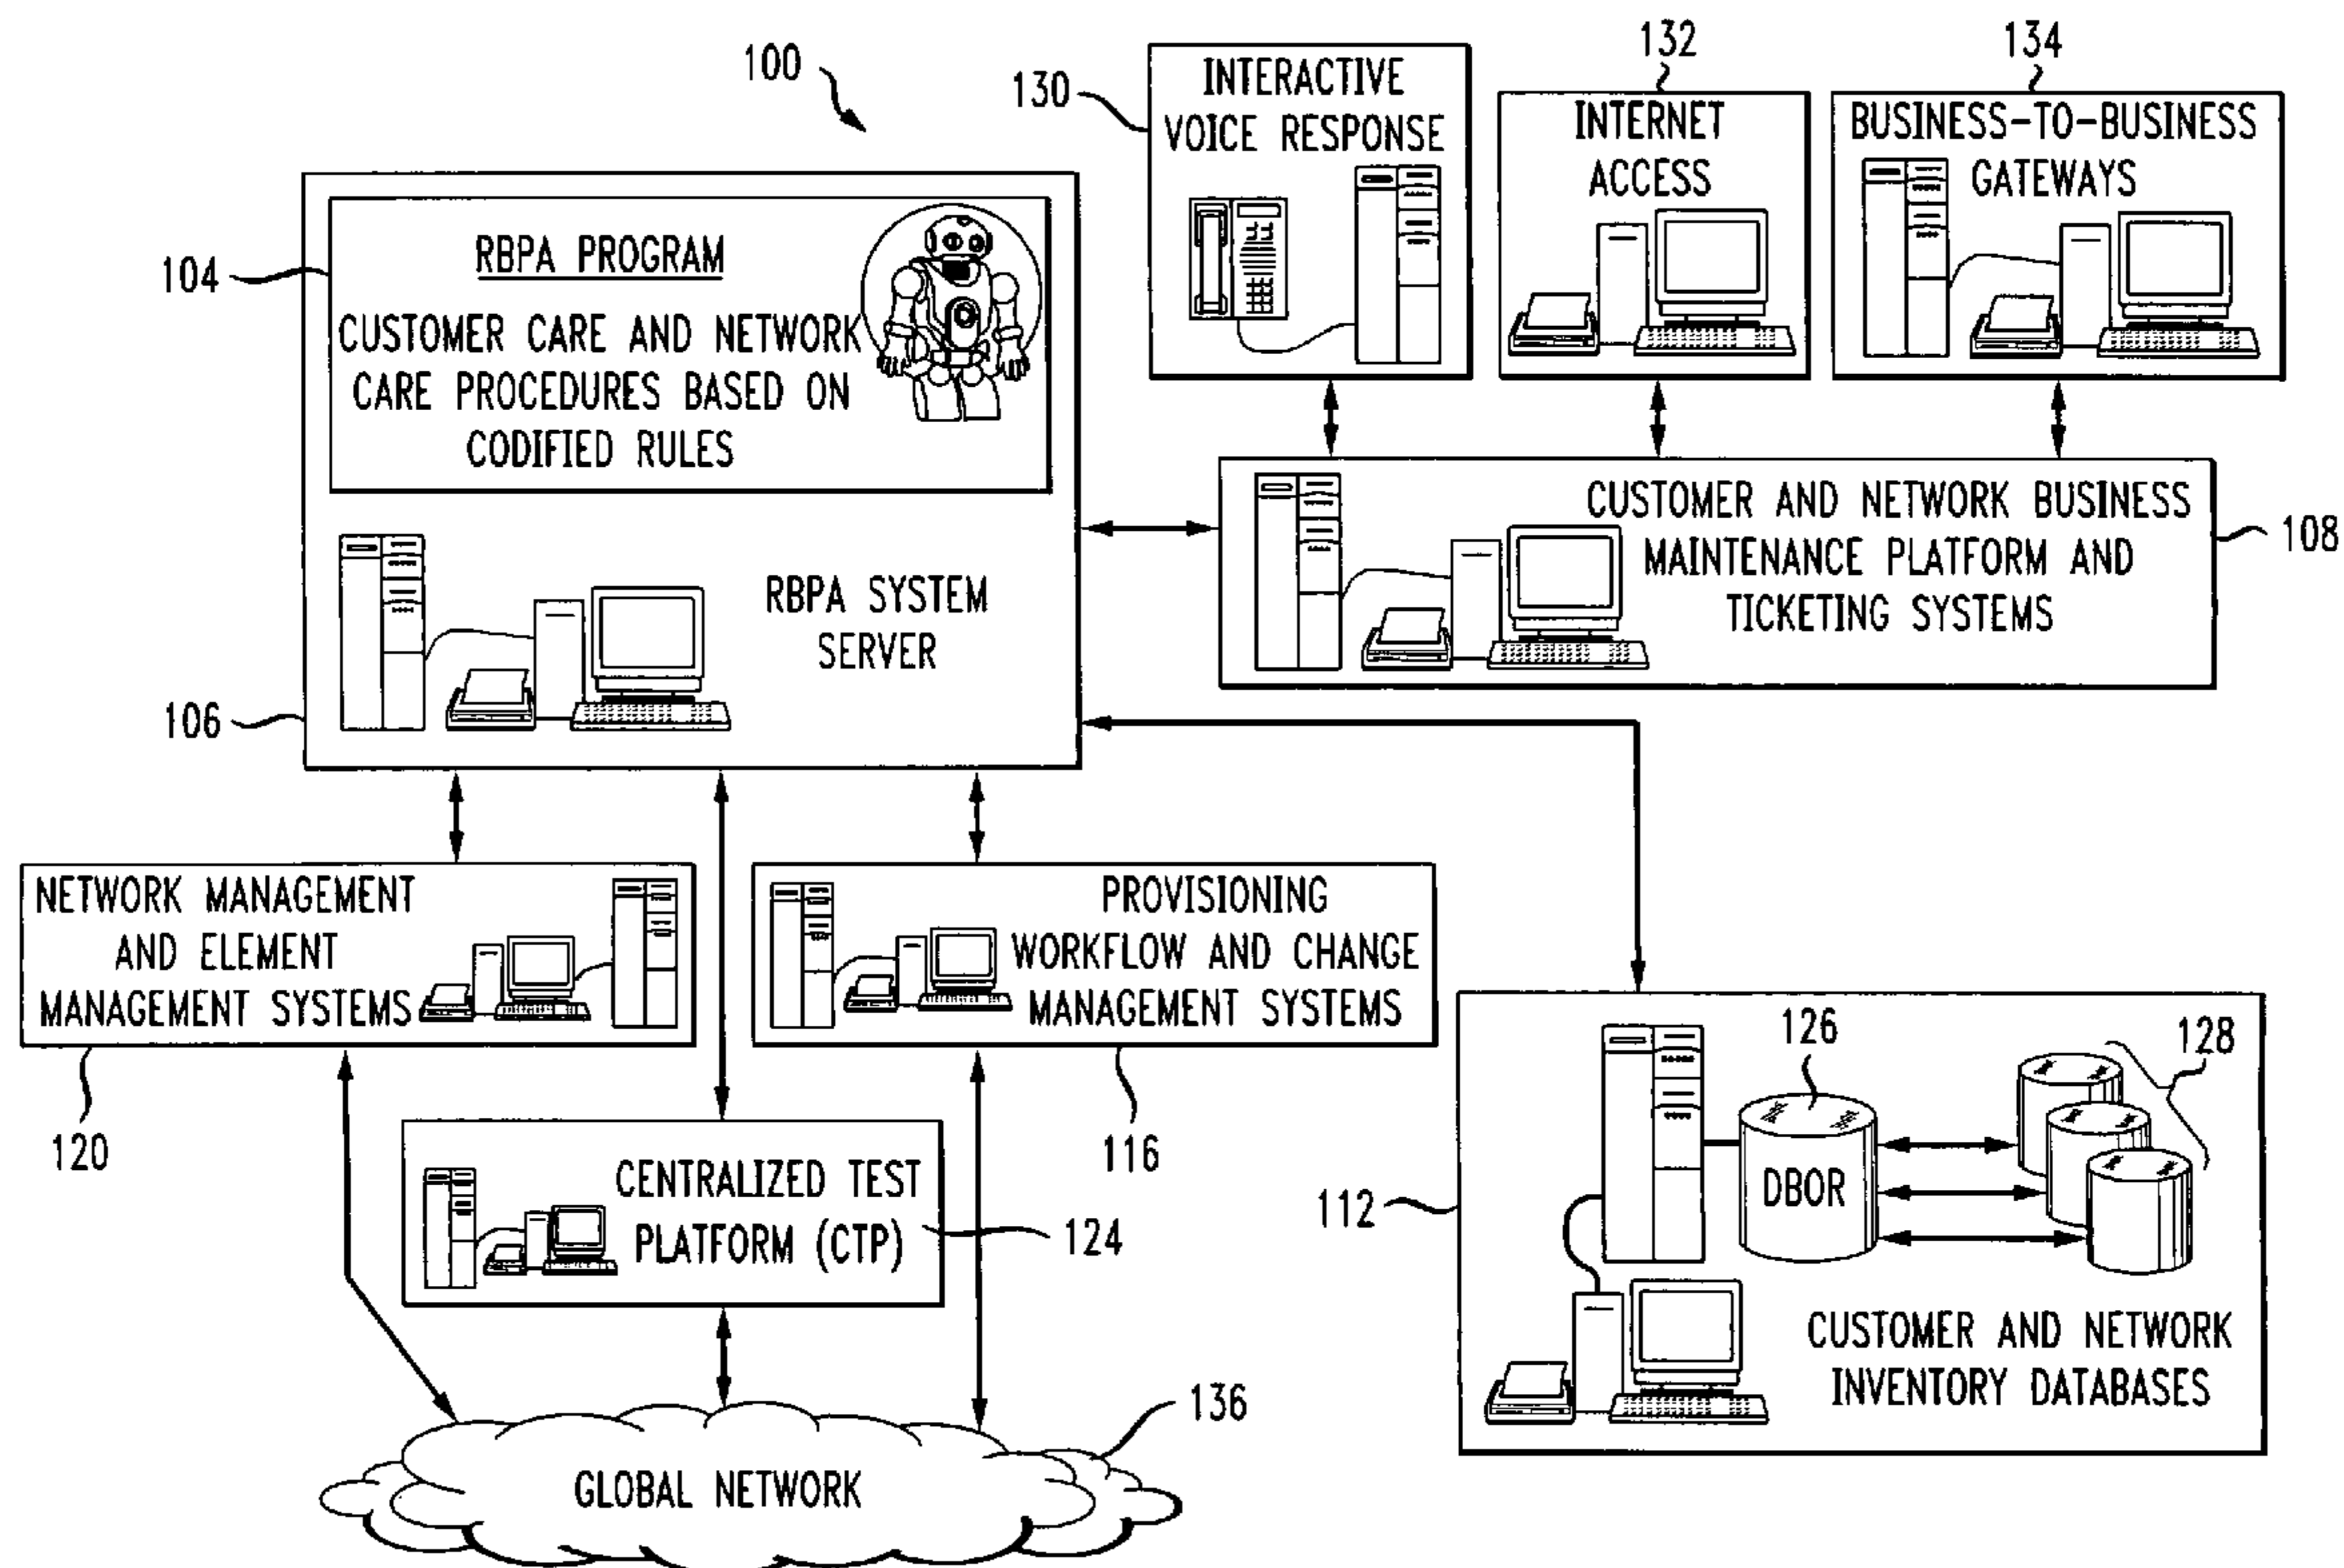 100
130
INTERACTIVE
VOICE RESPONSE
132
INTERNET
ACCESS
134
BUSINESS-TO-BUSINESS
GATEWAYS
104
RBPA PROGRAM
CUSTOMER CARE AND NETWORK
CARE PROCEDURES BASED ON
CODIFIED RULES
RBPA SYSTEM
SERVER
106
CUSTOMER AND NETWORK BUSINESS
MAINTENANCE PLATFORM AND
TICKETING SYSTEMS
108
NETWORK MANAGEMENT
AND ELEMENT
MANAGEMENT SYSTEMS
120
PROVISIONING
WORKFLOW AND CHANGE
MANAGEMENT SYSTEMS
116
CENTRALIZED TEST
PLATFORM (CTP)
124
112
126
128
DBOR
CUSTOMER AND NETWORK
INVENTORY DATABASES
136
GLOBAL NETWORK